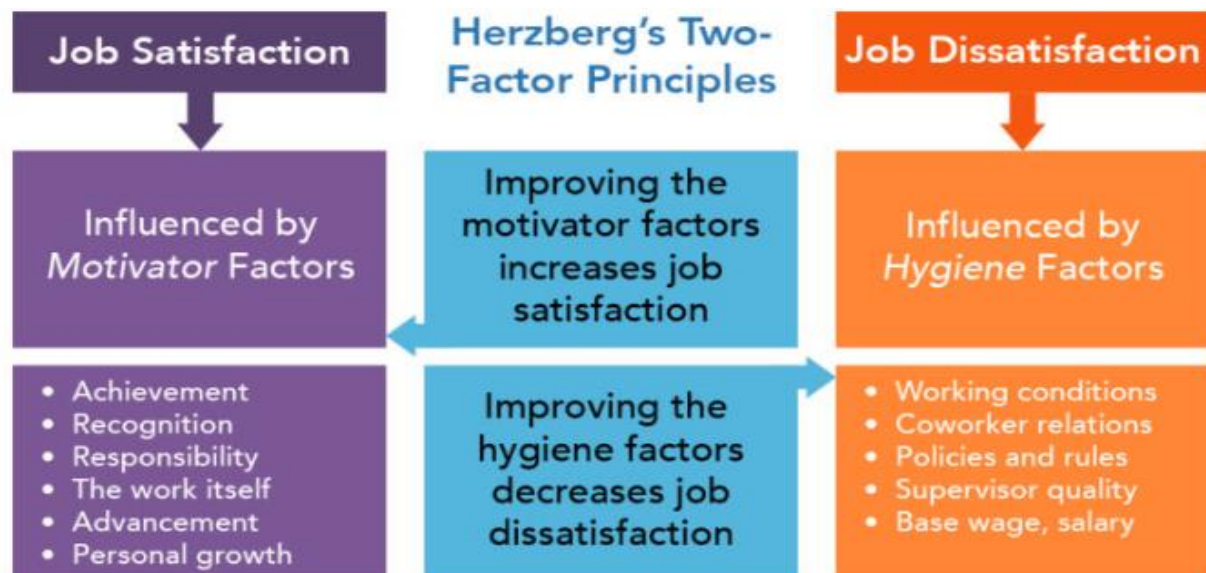 Job Satisfaction
Herzberg's Two-
Factor Principles
Job Dissatisfaction
Influenced by
Motivator Factors
Improving the
motivator factors
increases job
satisfaction
Influenced by
Hygiene Factors
• Achievement
• Recognition
• Responsibility
• The work itself
• Advancement
• Personal growth
Improving the
hygiene factors
decreases job
dissatisfaction
• Working conditions
• Coworker relations
• Policies and rules
• Supervisor quality
• Base wage, salary